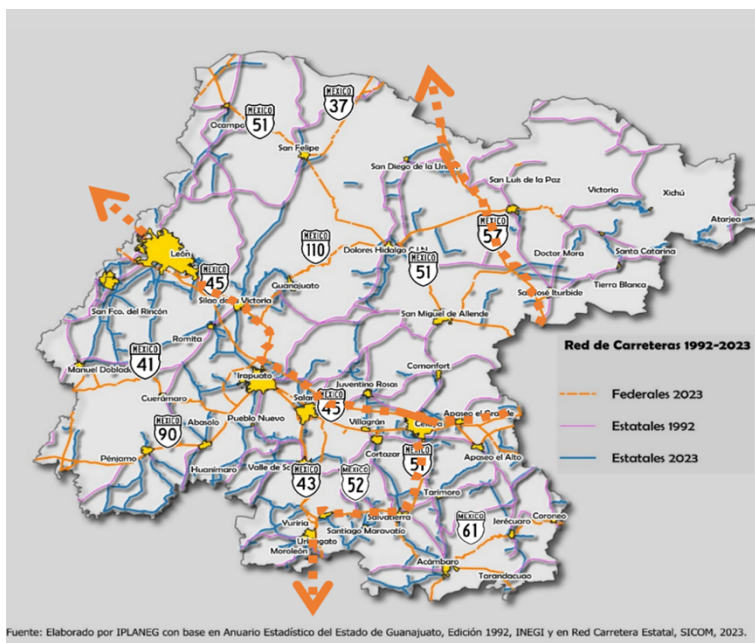 MEXICO
37
MEXICO
51
Ocampo
San Felipe
San Diego de la Unión
San Luis de la Paz
Victoria
Xichú
Atarjea
MEXICO
57
León
MEXICO
110
Dolores Hidalgo C.I.N.
Doctor Mora
Santa Catarina
MEXICO
45
MEXICO
51
Guanajuato
Tierra Blanca
San José Iturbide
San Fco. del Rincón
Silao de Victoria
San Miguel de Allende
Romita
Red de Carreteras 1992-2023
MEXICO
41
Manuel Doblado
Comonfort
Irapuato
Juventino Rosas
Federales 2023
Cuerámaro
MEXICO
45
Apaseo el Grande
Pueblo Nuevo
Villagrán
Celaya
Estatales 1992
MEXICO
90
Abasolo
Cortazar
Apaseo el Alto
Pénjamo
Estatales 2023
Huanimaro
MEXICO
43
MEXICO
52
MEXICO
51
Tarimoro
Yuriria
Salvatierra
MEXICO
61
Jerécuaro
Coroneo
Santiago Maravatío
Uriangato
Moroleón
Acámbaro
Tarandacuao
Fuente: Elaborado por IPLANEG con base en Anuario Estadístico del Estado de Guanajuato, Edición 1992, INEGI y en Red Carretera Estatal, SICOM, 2023.